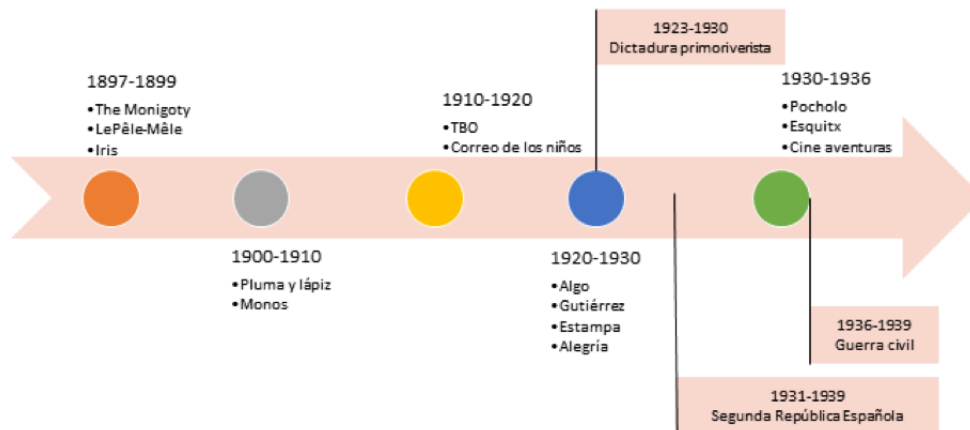 1923-1930
Dictadura primoriverista
1897-1899
•The Monigoty
•LePêle-Mêle
•Iris
1910-1920
•TBO
•Correo de los niños
1930-1936
•Pocholo
•Esquitx
•Cine aventuras
1900-1910
•Pluma y lápiz
•Monos
1920-1930
•Algo
•Gutiérrez
•Estampa
•Alegría
1936-1939
Guerra civil
1931-1939
Segunda República Española